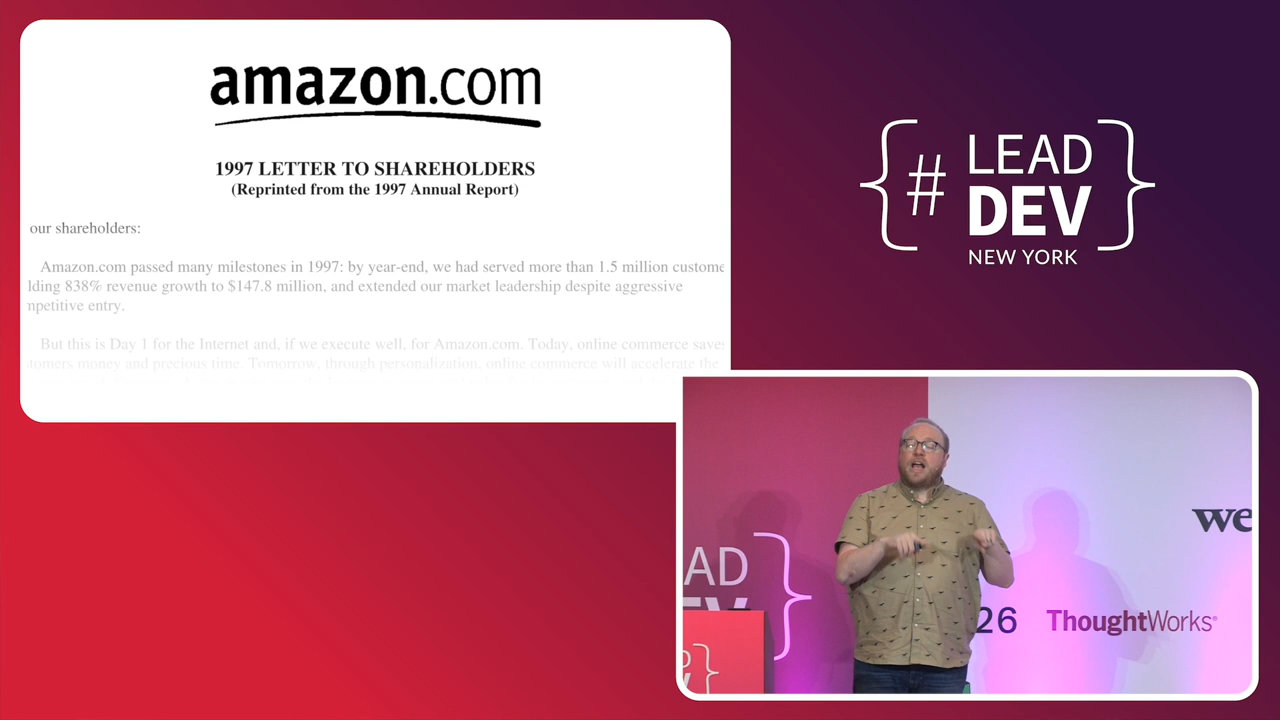 amazon.com
1997 LETTER TO SHAREHOLDERS
(Reprinted from the 1997 Annual Report)
our shareholders:
Amazon.com passed many milestones in 1997: by year-end, we had served more than 1.5 million custome
lding 838% revenue growth to $147.8 million, and extended our market leadership despite aggressive
mpetitive entry.
But this is Day 1 for the Internet and, if we execute well, for Amazon.com. Today, online commerce saves
tomers money and precious time. Tomorrow, through personalization, online commerce will accelerate the
{# LEAD
DEV}
NEW YORK
we
AD
EV
}
26
ThoughtWorks®